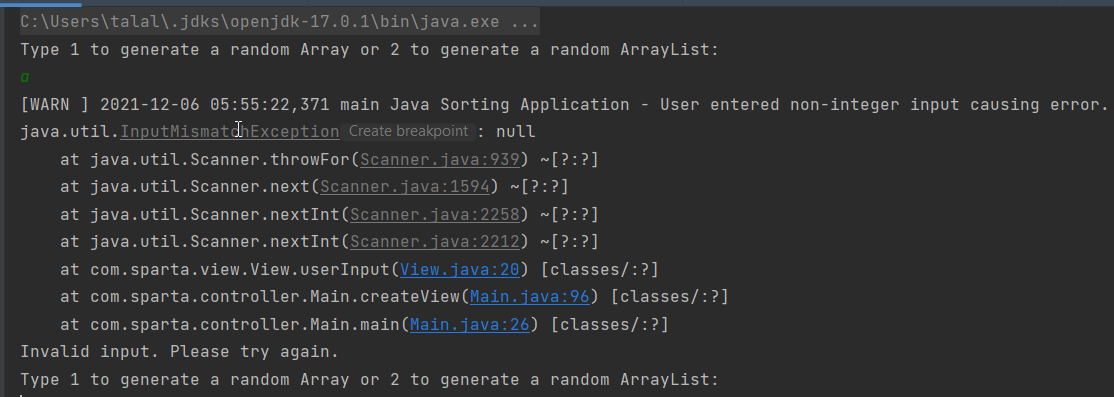 C:\Users\talal\.jdks\openjdk-17.0.1\bin\java.exe ...
Type 1 to generate a random Array or 2 to generate a random ArrayList:
a
[WARN ] 2021-12-06 05:55:22,371 main Java Sorting Application - User entered non-integer input causing error.
java.util.InputMismatchException Create breakpoint : null
    at java.util.Scanner.throwFor(Scanner.java:939) ~[?:?]
    at java.util.Scanner.next(Scanner.java:1594) ~[?:?]
    at java.util.Scanner.nextInt(Scanner.java:2258) ~[?:?]
    at java.util.Scanner.nextInt(Scanner.java:2212) ~[?:?]
    at com.sparta.view.View.userInput(View.java:20) [classes/:?]
    at com.sparta.controller.Main.createView(Main.java:96) [classes/:?]
    at com.sparta.controller.Main.main(Main.java:26) [classes/:?]
Invalid input. Please try again.
Type 1 to generate a random Array or 2 to generate a random ArrayList: